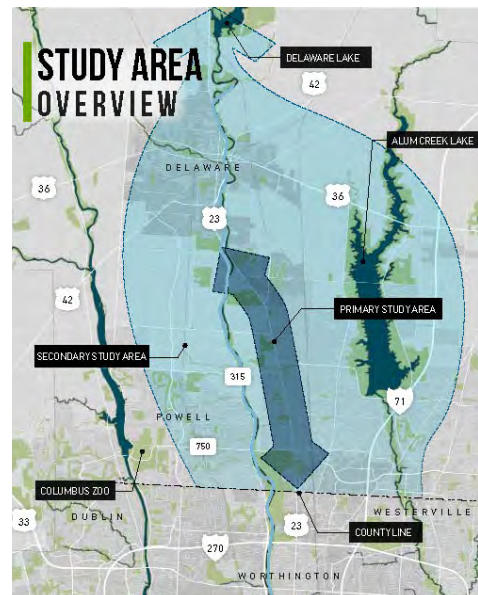 STUDY AREA
OVERVIEW
DELAWARE LAKE
42
ALUM CREEK LAKE
DELAWARE
36
36
23
42
PRIMARY STUDY AREA
SECONDARY STUDY AREA
315
71
POWELL
750
COLUMBUS ZOO
DUBLIN
WESTERVILLE
33
23
COUNTY LINE
270
WORTHINGTON